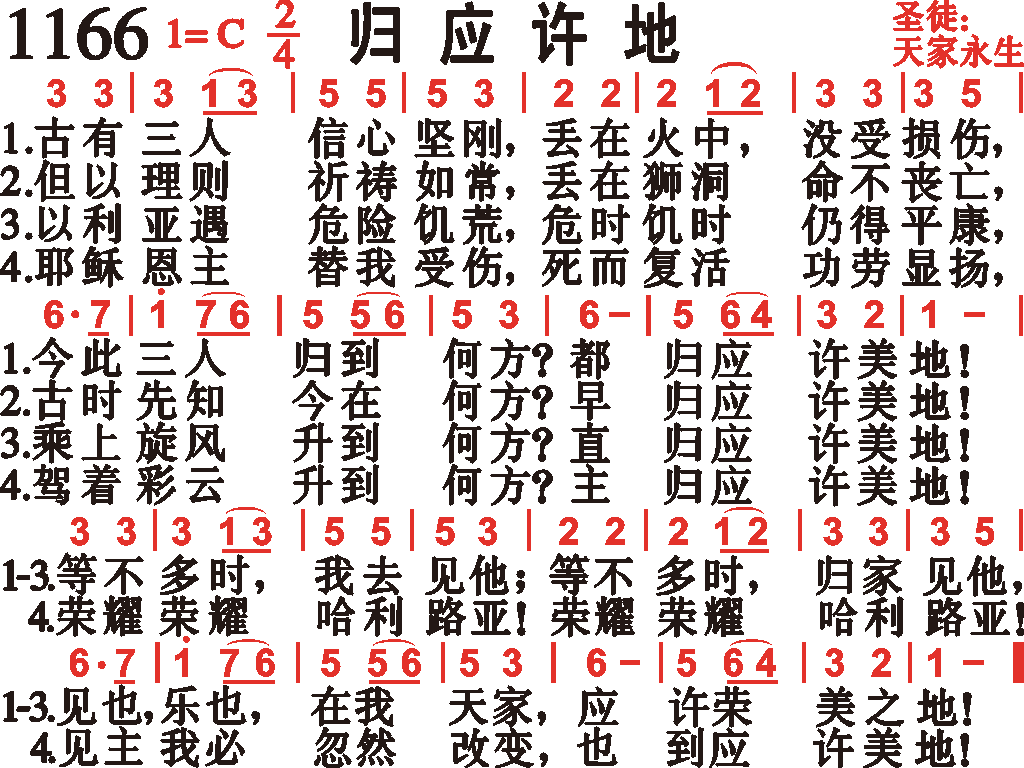 1166 1=C 2/4 归应许地 圣徒:
天家永生
3 3 | 3 1 3 | 5 5 | 5 3 | 2 2 | 2 1 2 | 3 3 | 3 5 |
1.古有三人 信心坚刚,丢在火中, 没受损伤,
2.但以理则 祈祷如常,丢在狮洞 命不丧亡,
3.以利亚遇 危险饥荒,危时饥时 仍得平康,
4.耶稣恩主 替我受伤,死而复活 功劳显扬,
6· 7 | i 7 6 | 5 5 6 | 5 3 | 6 – | 5 6 4 | 3 2 | 1 – |
1.今此三人 归到 何方?都 归应 许美地!
2.古时先知 今在 何方?早 归应 许美地!
3.乘上旋风 升到 何方?直 归应 许美地!
4.驾着彩云 升到 何方?主 归应 许美地!
3 3 | 3 1 3 | 5 5 | 5 3 | 2 2 | 2 1 2 | 3 3 | 3 5 |
1-3.等不多时, 我去见他;等不多时, 归家见他,
4.荣耀荣耀 哈利路亚!荣耀荣耀 哈利路亚!
6· 7 | i 7 6 | 5 5 6 | 5 3 | 6 – | 5 6 4 | 3 2 | 1 –
1-3.见也,乐也, 在我 天家,应 许荣 美之地!
4.见主我必 忽然 改变,也 到应 许美地!